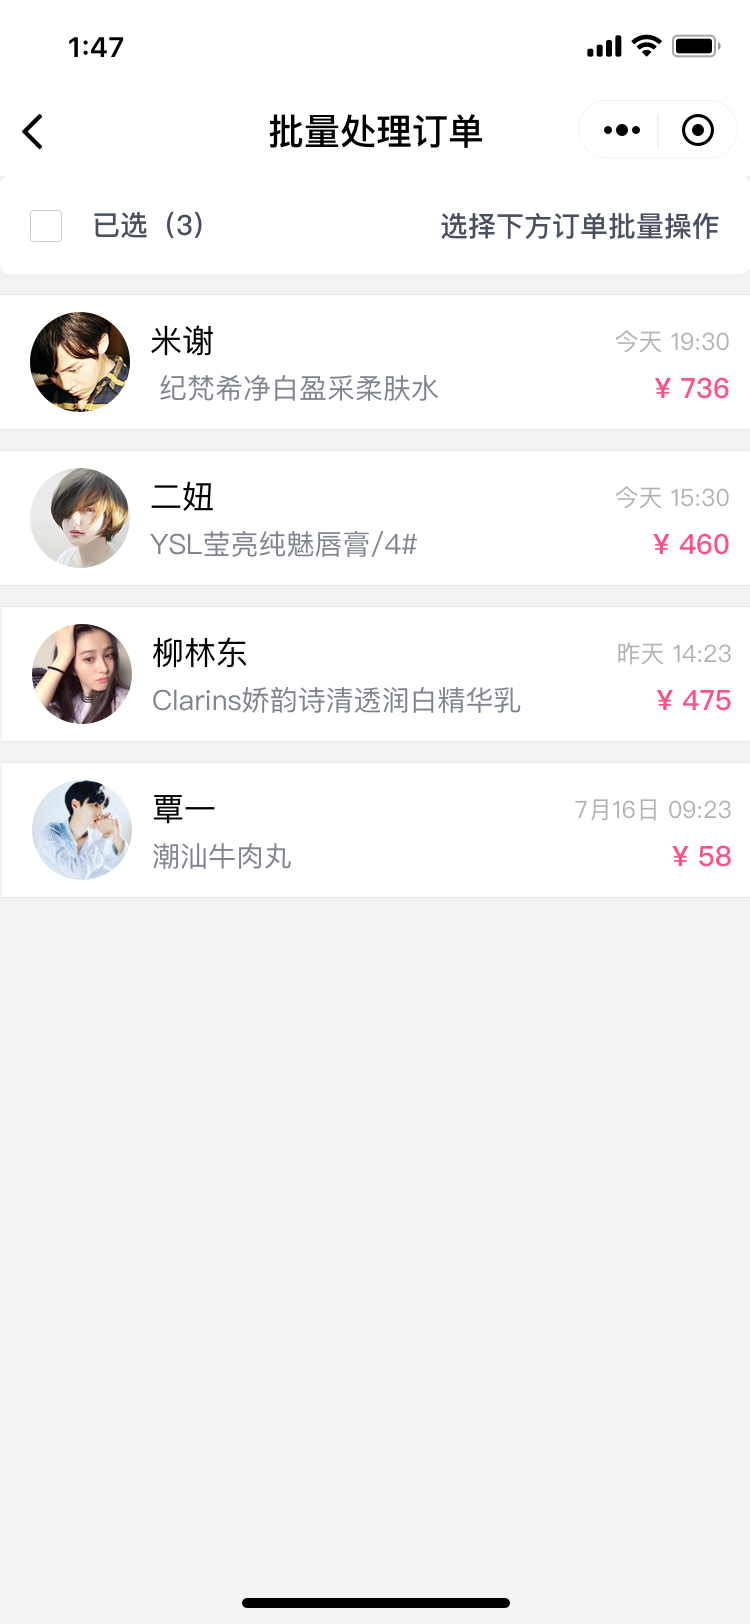 1:47
批量处理订单
已选（3） 选择下方订单批量操作
米谢 今天 19:30
纪梵希净白盈采柔肤水 ¥ 736
二妞 今天 15:30
YSL莹亮纯魅唇膏/4# ¥ 460
柳林东 昨天 14:23
Clarins娇韵诗清透润白精华乳 ¥ 475
覃一 7月16日 09:23
潮汕牛肉丸 ¥ 58